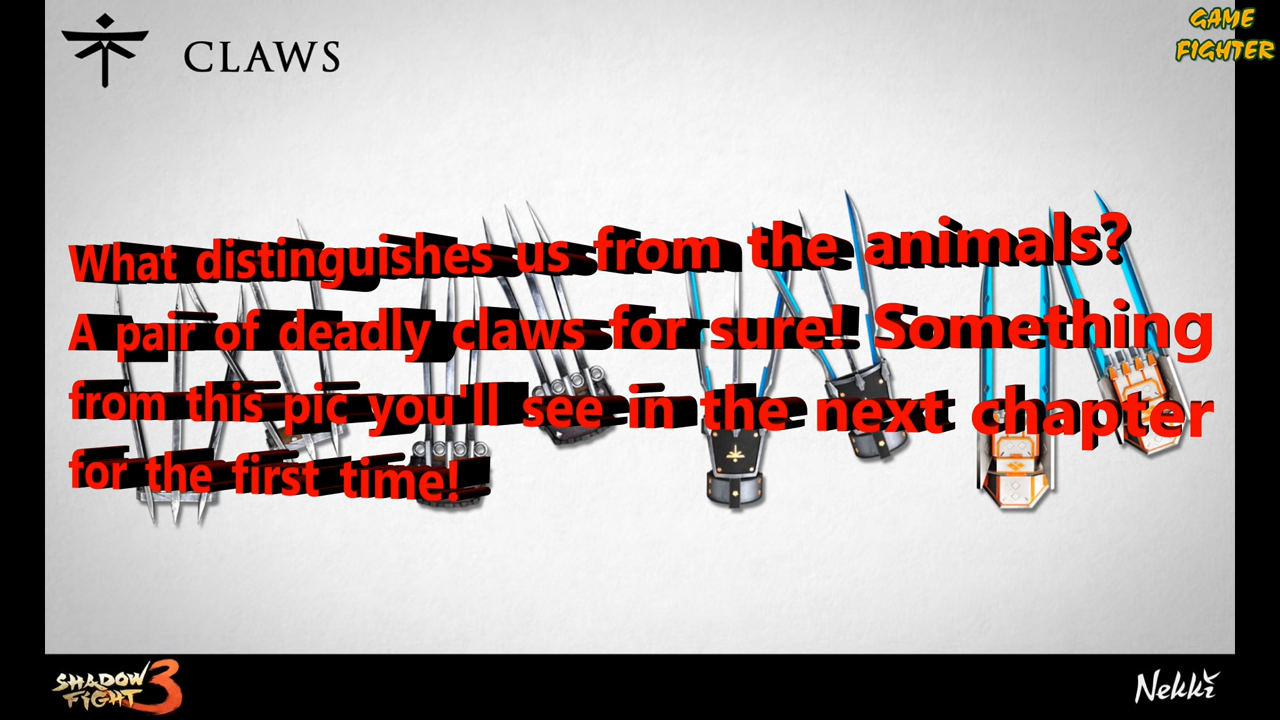 CLAWS
GAME
FIGHTER
What distinguishes us from the animals?
A pair of deadly claws for sure! Something
from this pic you'll see in the next chapter
for the first time!
SHADOW
FIGHT 3
Nekki